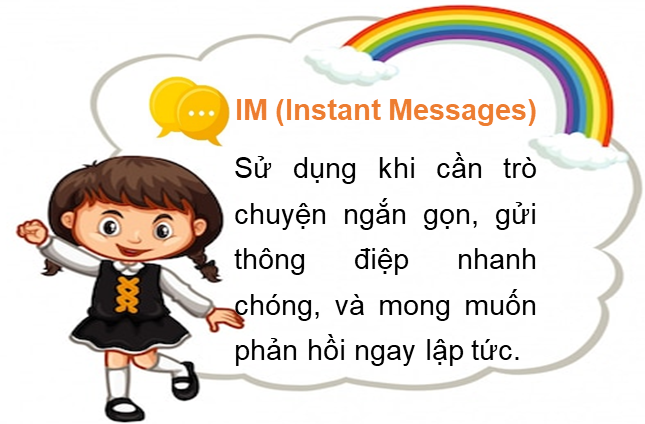 IM (Instant Messages)
Sử dụng khi cần trò
chuyện ngắn gọn, gửi
thông điệp nhanh
chóng, và mong muốn
phản hồi ngay lập tức.